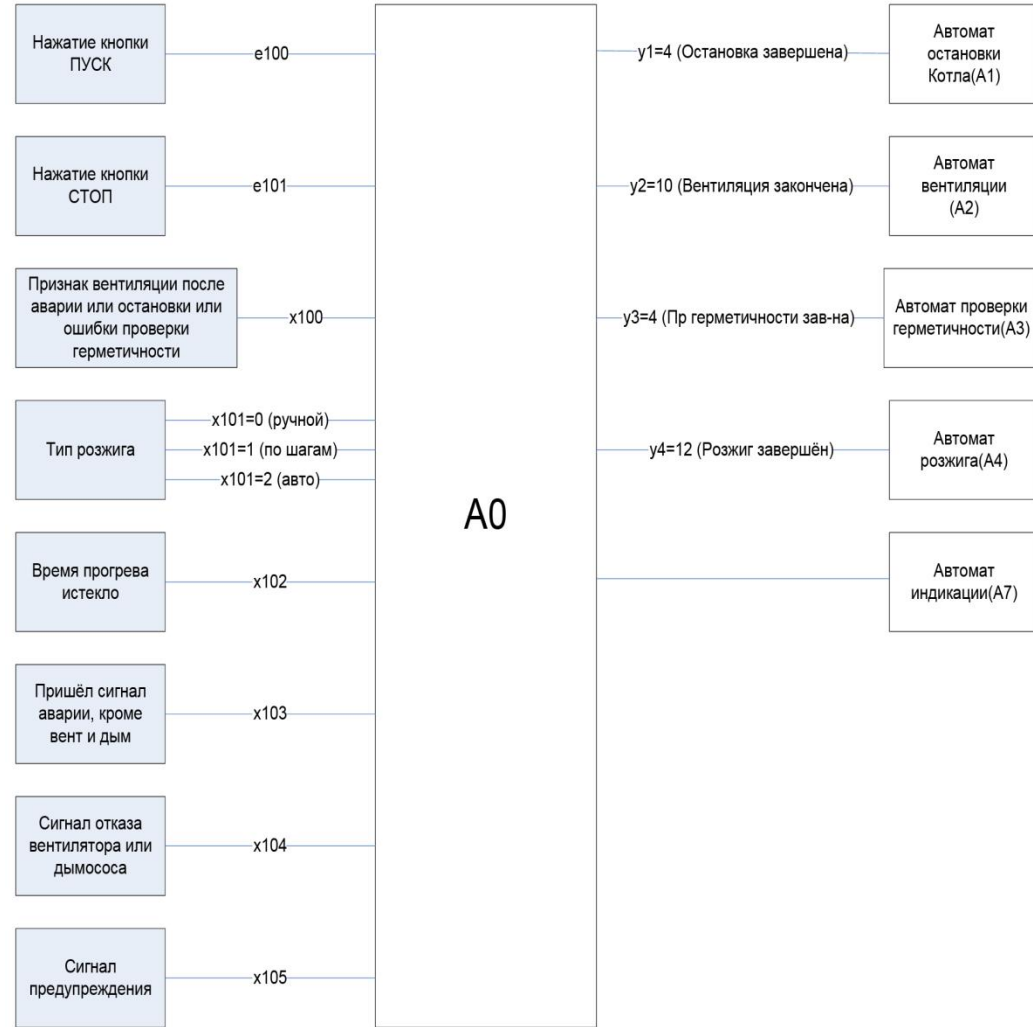 Нажатие кнопки
ПУСК
e100
y1=4 (Остановка завершена)
Автомат
остановки
Котла(A1)
Нажатие кнопки
СТОП
e101
y2=10 (Вентиляция закончена)
Автомат
вентиляции
(A2)
Признак вентиляции после
аварии или остановки или
ошибки проверки
герметичности
x100
y3=4 (Пр герметичности зав-на)
Автомат проверки
герметичности(A3)
Тип розжига
x101=0 (ручной)
x101=1 (по шагам)
x101=2 (авто)
y4=12 (Розжиг завершён)
Автомат
розжига(A4)
A0
Время прогрева
истекло
x102
Автомат
индикации(A7)
Пришёл сигнал
аварии, кроме
вент и дым
x103
Сигнал отказа
вентилятора или
дымососа
x104
Сигнал
предупреждения
x105